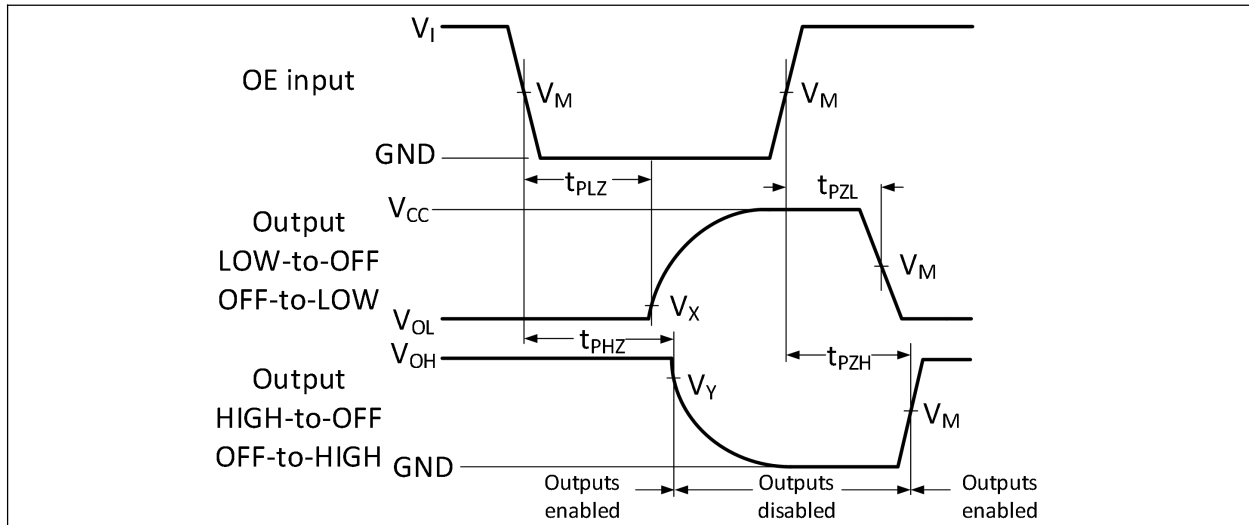 V_I
OE input
V_M
V_M
GND
t_PLZ
t_PZL
V_CC
Output
LOW-to-OFF
OFF-to-LOW
V_M
V_X
V_OL
t_PHZ
t_PZH
V_OH
Output
HIGH-to-OFF
OFF-to-HIGH
V_Y
V_M
GND
Outputs
enabled
Outputs
disabled
Outputs
enabled